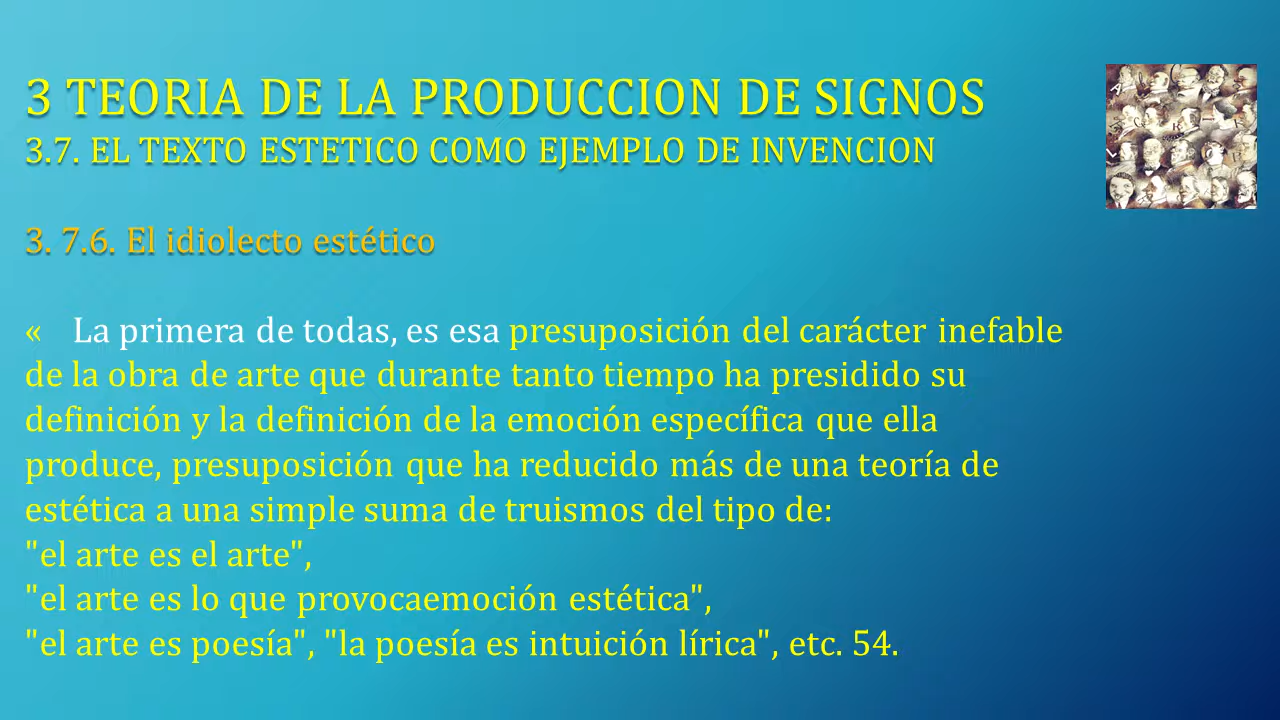 3 TEORIA DE LA PRODUCCION DE SIGNOS
3.7. EL TEXTO ESTETICO COMO EJEMPLO DE INVENCION
3. 7.6. El idiolecto estético
« La primera de todas, es esa presuposición del carácter inefable
de la obra de arte que durante tanto tiempo ha presidido su
definición y la definición de la emoción específica que ella
produce, presuposición que ha reducido más de una teoría de
estética a una simple suma de truismos del tipo de:
"el arte es el arte",
"el arte es lo que provocaemoción estética",
"el arte es poesía", "la poesía es intuición lírica", etc. 54.